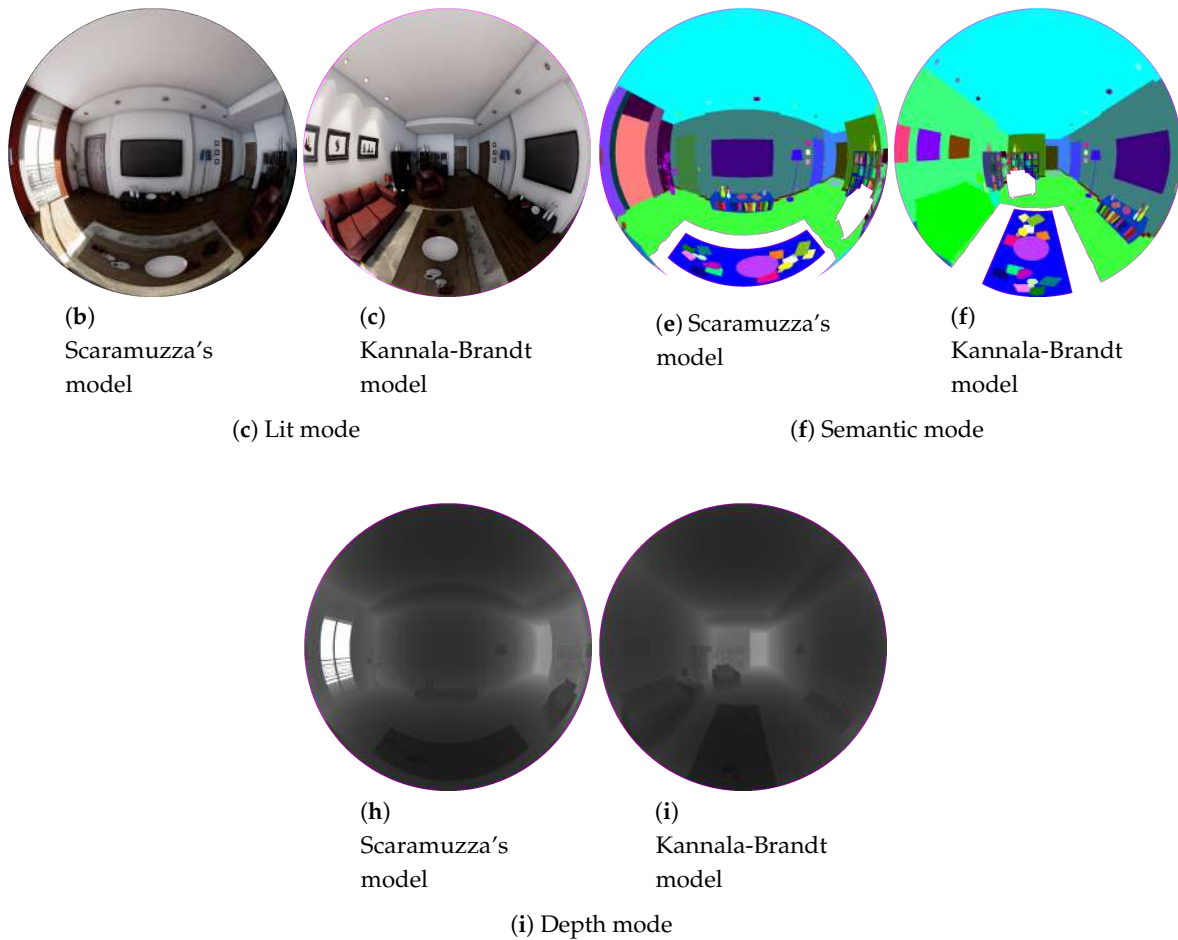 (b)
Scaramuzza's
model
(c)
Kannala-Brandt
model
(e) Scaramuzza's
model
(f)
Kannala-Brandt
model
(c) Lit mode
(f) Semantic mode
(h)
Scaramuzza's
model
(i)
Kannala-Brandt
model
(i) Depth mode